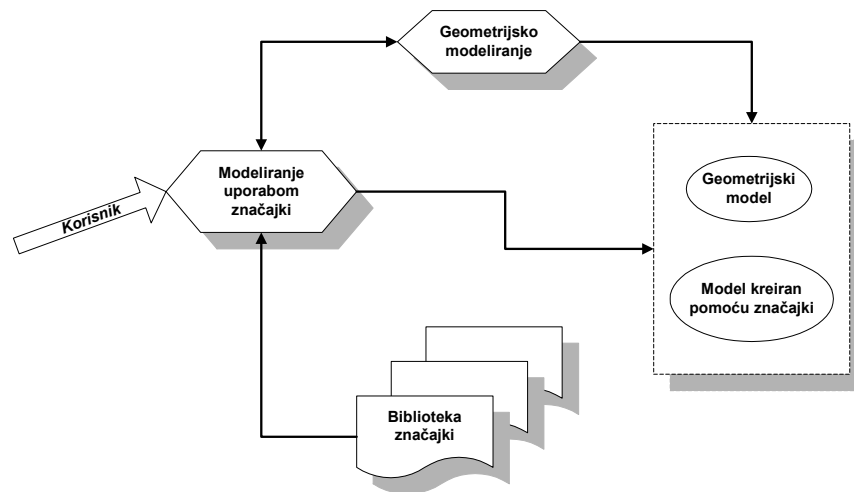 Geometrijsko
modeliranje
Modeliranje
uporabom
značajki
Korisnik
Geometrijski
model
Model kreiran
pomoću značajki
Biblioteka
značajki